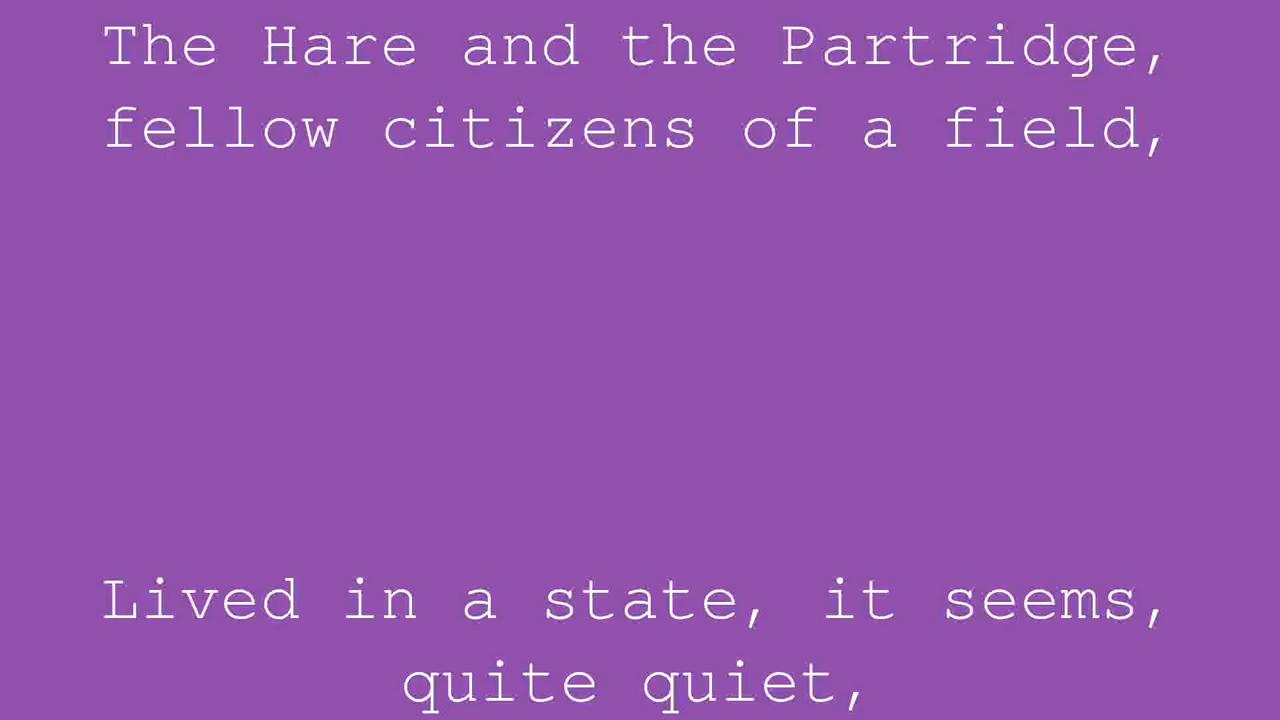 The Hare and the Partridge,
fellow citizens of a field,
Lived in a state, it seems,
quite quiet,